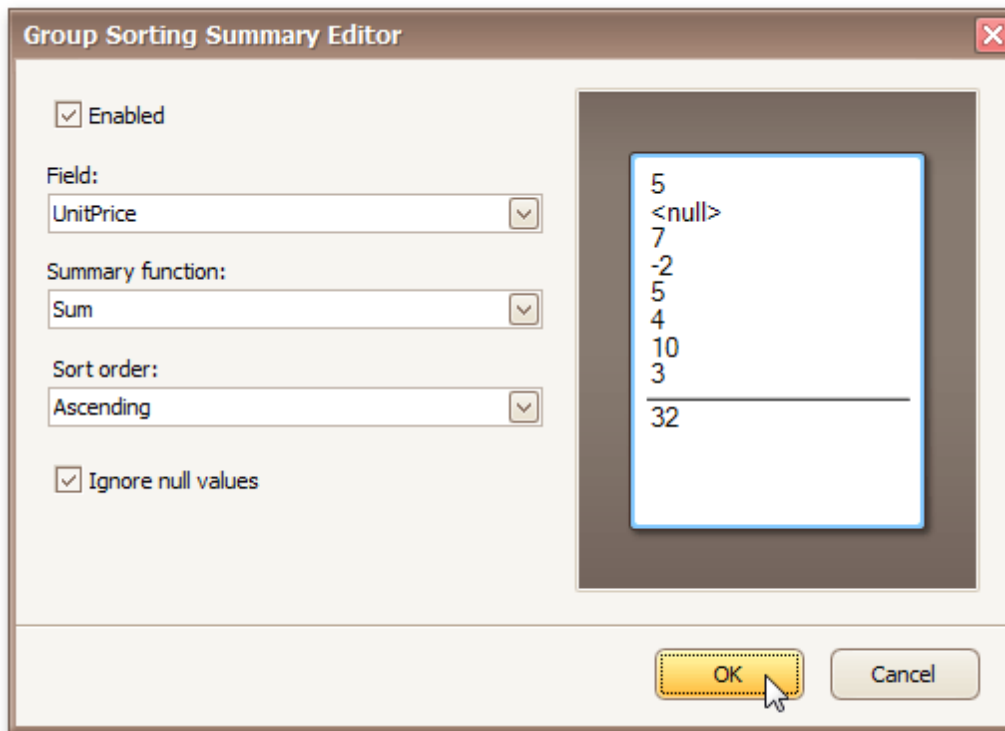 Group Sorting Summary Editor
Enabled
Field:
UnitPrice
Summary function:
Sum
Sort order:
Ascending
Ignore null values
5
<null>
7
-2
5
4
10
3
32
OK
Cancel